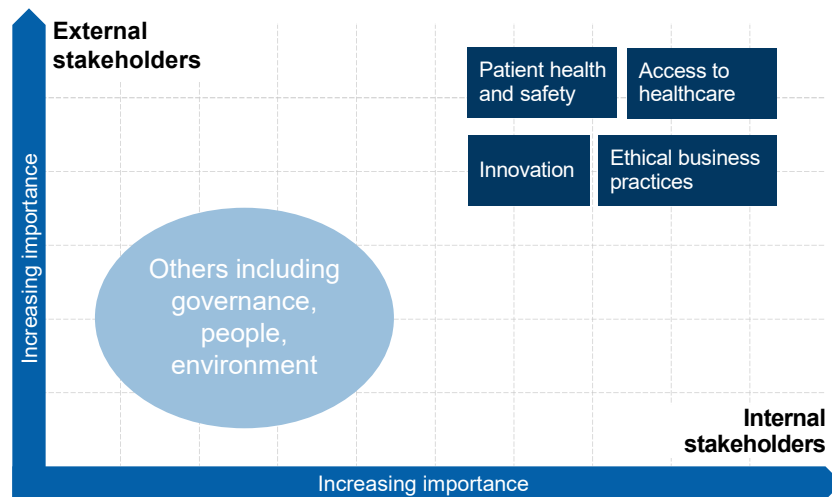 External
stakeholders
Patient health
and safety
Access to
healthcare
Innovation
Ethical business
practices
Increasing importance
Others including
governance,
people,
environment
Internal
stakeholders
Increasing importance